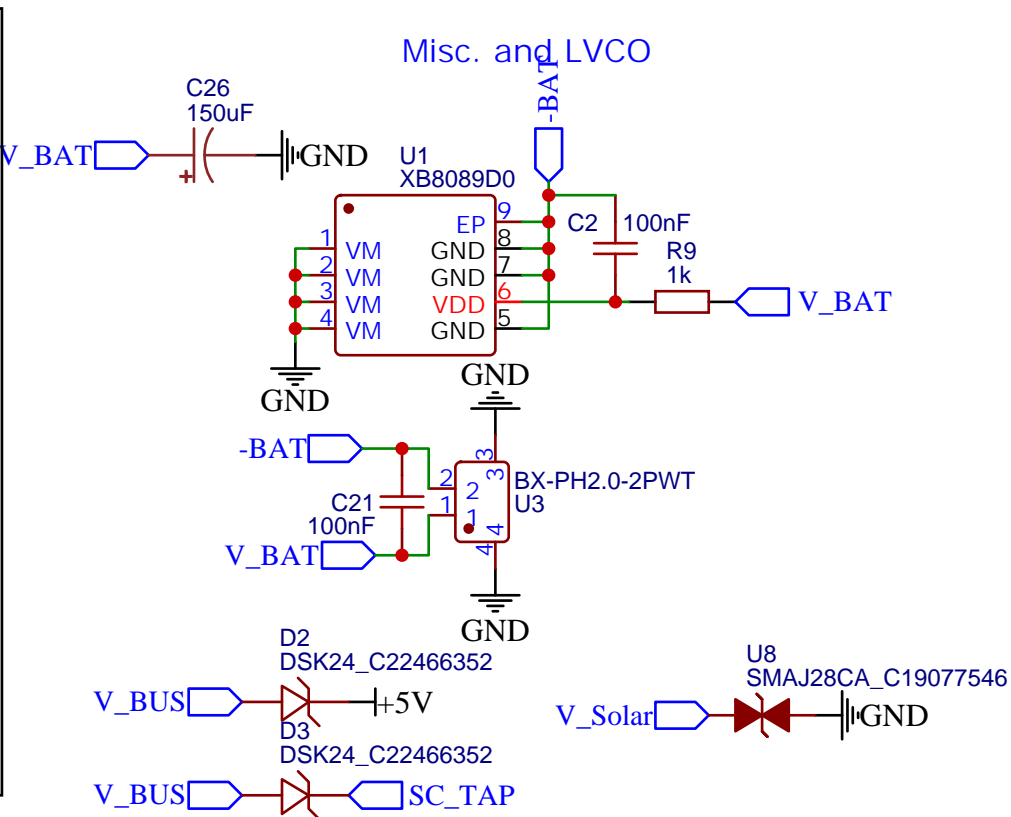 Misc. and LVCO
C26
150uF
V_BAT
GND
-BAT
U1
XB8089D0
EP 9
1 VM
GND 8
2 VM
GND 7
3 VM
VDD 6
4 VM
GND 5
C2
100nF
R9
1k
V_BAT
GND
GND
3
3
-BAT
2
2
BX-PH2.0-2PWT
U3
C21
100nF
1
1
V_BAT
4
4
GND
D2
DSK24_C22466352
V_BUS
+5V
D3
DSK24_C22466352
V_BUS
SC_TAP
U8
SMAJ28CA_C19077546
V_Solar
GND